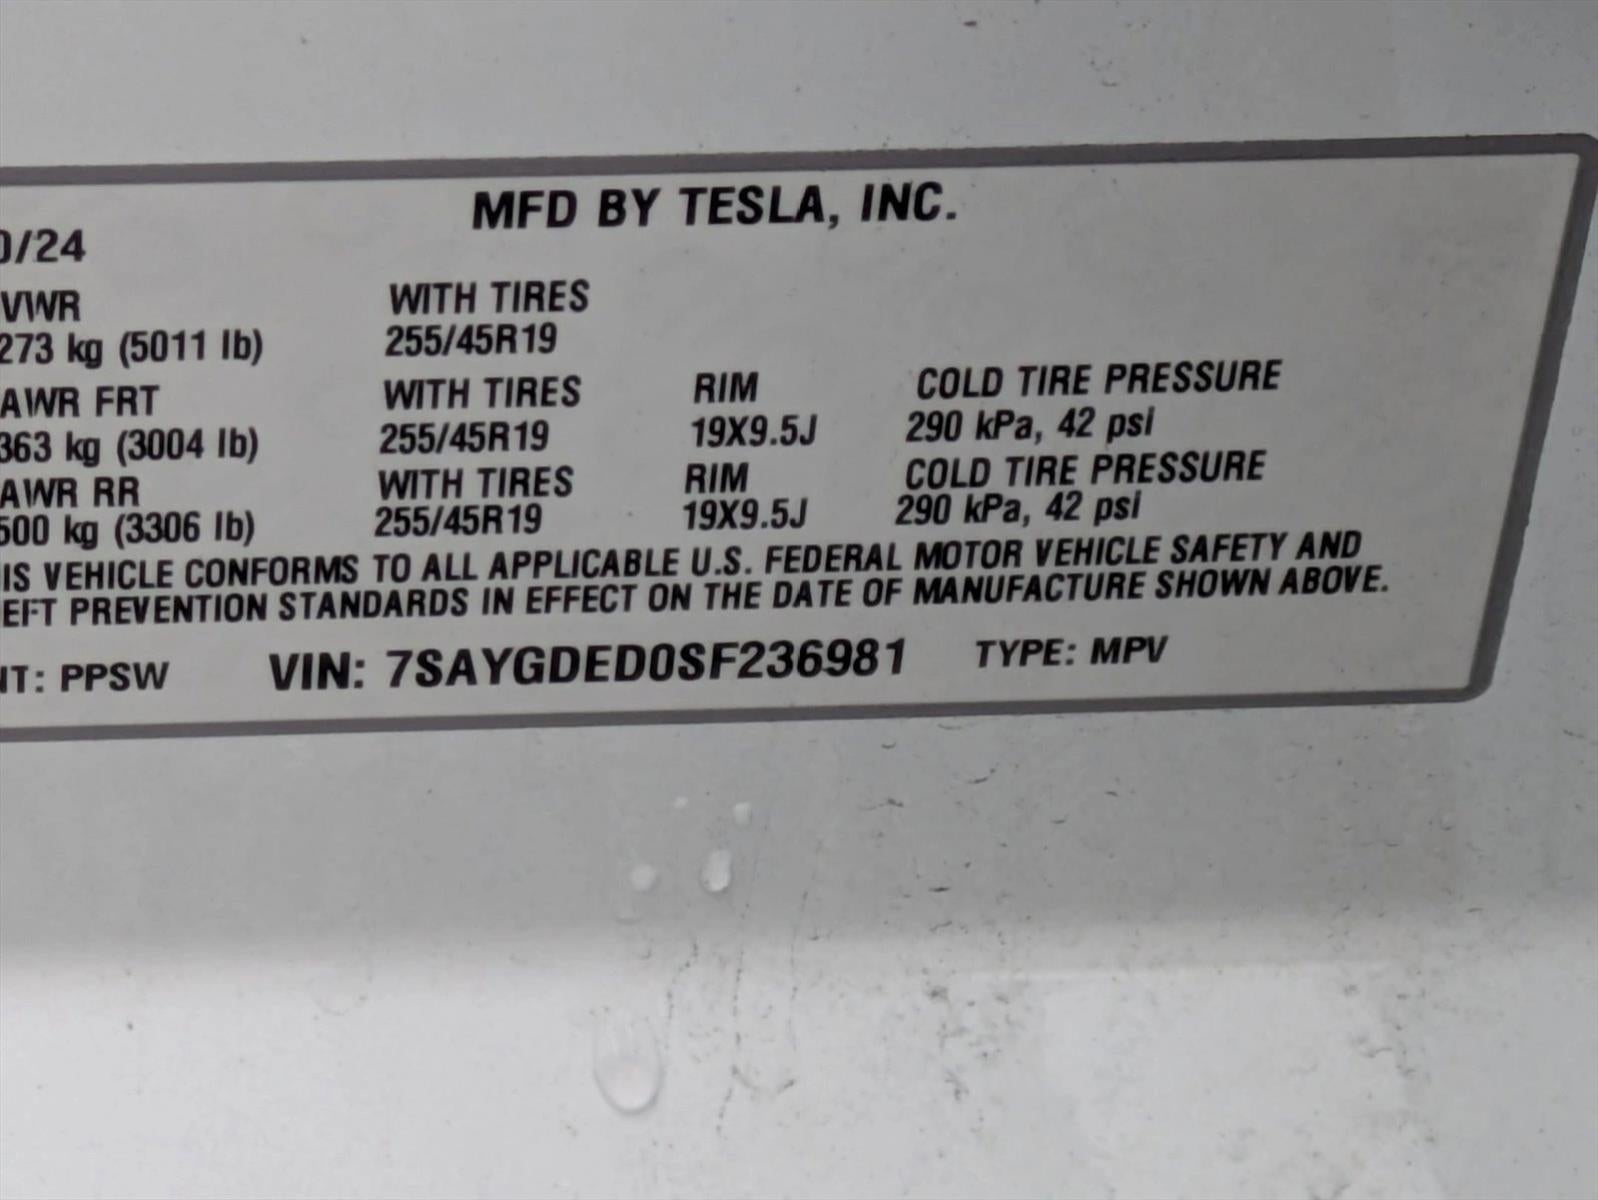 MFD BY TESLA, INC.
0/24
VWR WITH TIRES
273 kg (5011 lb) 255/45R19
AWR FRT WITH TIRES RIM COLD TIRE PRESSURE
363 kg (3004 lb) 255/45R19 19X9.5J 290 kPa, 42 psi
AWR RR WITH TIRES RIM COLD TIRE PRESSURE
500 kg (3306 lb) 255/45R19 19X9.5J 290 kPa, 42 psi
IS VEHICLE CONFORMS TO ALL APPLICABLE U.S. FEDERAL MOTOR VEHICLE SAFETY AND
EFT PREVENTION STANDARDS IN EFFECT ON THE DATE OF MANUFACTURE SHOWN ABOVE.
NT: PPSW VIN: 7SAYGDED0SF236981 TYPE: MPV